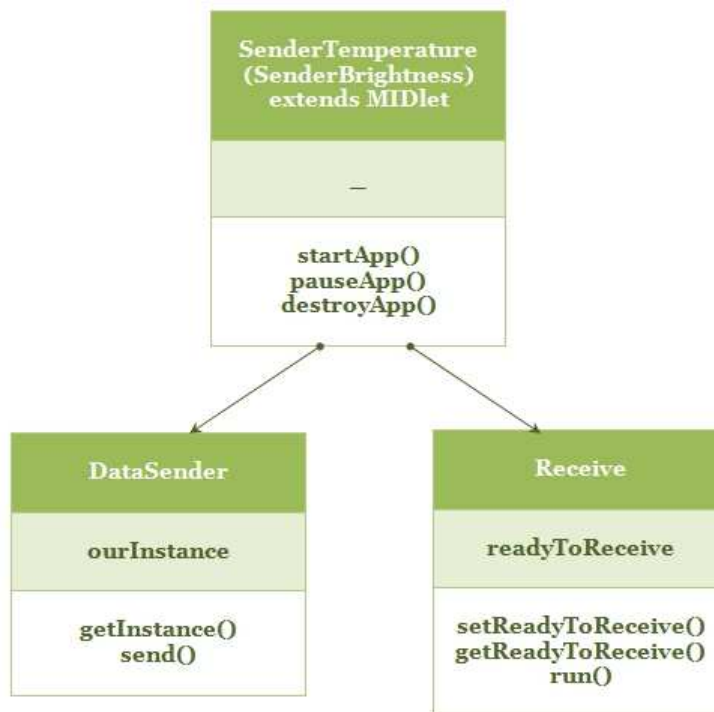 SenderTemperature
(SenderBrightness)
extends MIDlet
–
startApp()
pauseApp()
destroyApp()
DataSender
ourInstance
getInstance()
send()
Receive
readyToReceive
setReadyToReceive()
getReadyToReceive()
run()